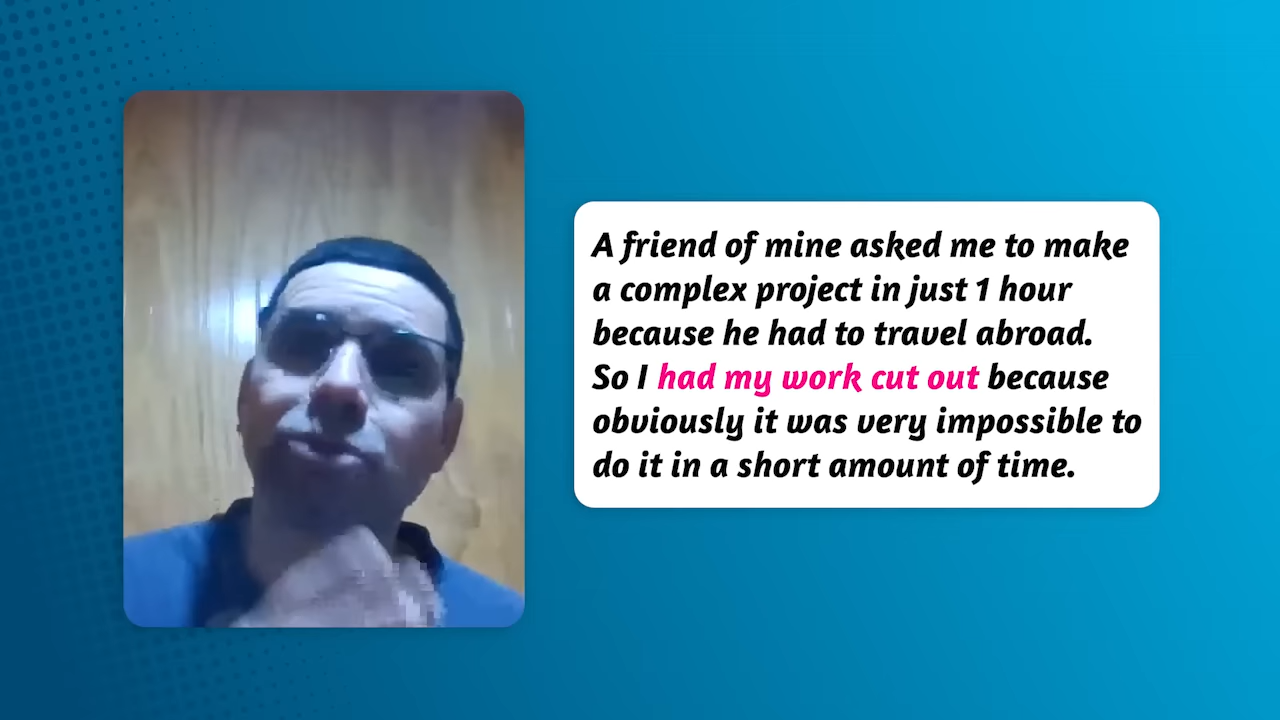 A friend of mine asked me to make
a complex project in just 1 hour
because he had to travel abroad.
So I had my work cut out because
obviously it was very impossible to
do it in a short amount of time.